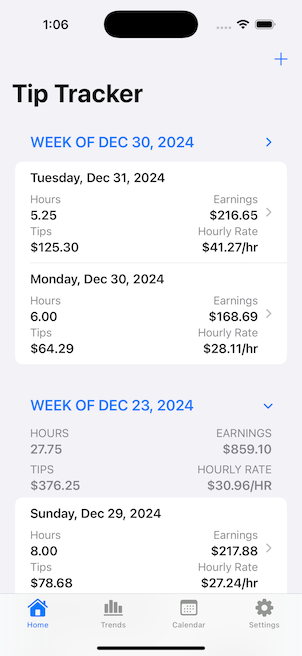 1:06
Tip Tracker
WEEK OF DEC 30, 2024
Tuesday, Dec 31, 2024
Hours Earnings
5.25 $216.65
Tips Hourly Rate
$125.30 $41.27/hr
Monday, Dec 30, 2024
Hours Earnings
6.00 $168.69
Tips Hourly Rate
$64.29 $28.11/hr
WEEK OF DEC 23, 2024
HOURS EARNINGS
27.75 $859.10
TIPS HOURLY RATE
$376.25 $30.96/HR
Sunday, Dec 29, 2024
Hours Earnings
8.00 $217.88
Tips Hourly Rate
$78.68 $27.24/hr
Home Trends Calendar Settings